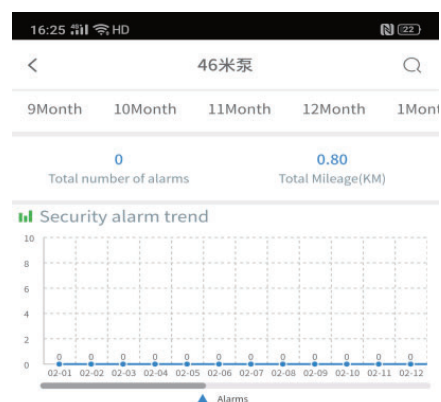 16:25 4G HD N 22
46米泵
9Month 10Month 11Month 12Month 1Mont
0 0.80
Total number of alarms Total Mileage(KM)
Security alarm trend
10
8
6
4
2
0
0 0 0 0 0 0 0 0 0 0 0 0
02-01 02-02 02-03 02-04 02-05 02-06 02-07 02-08 02-09 02-10 02-11 02-12
Alarms